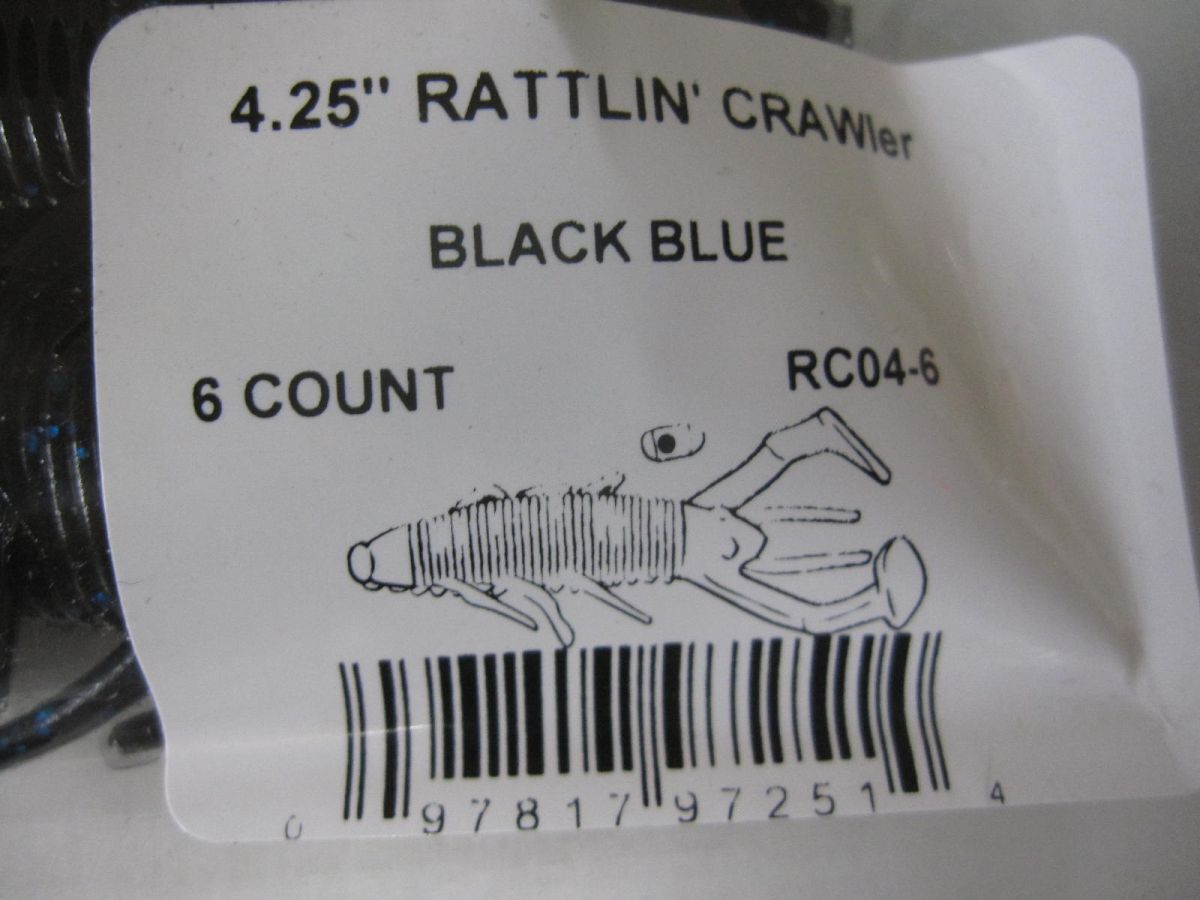 4.25" RATTLIN' CRAWler
BLACK BLUE
6 COUNT RC04-6
0 97817 97251 4